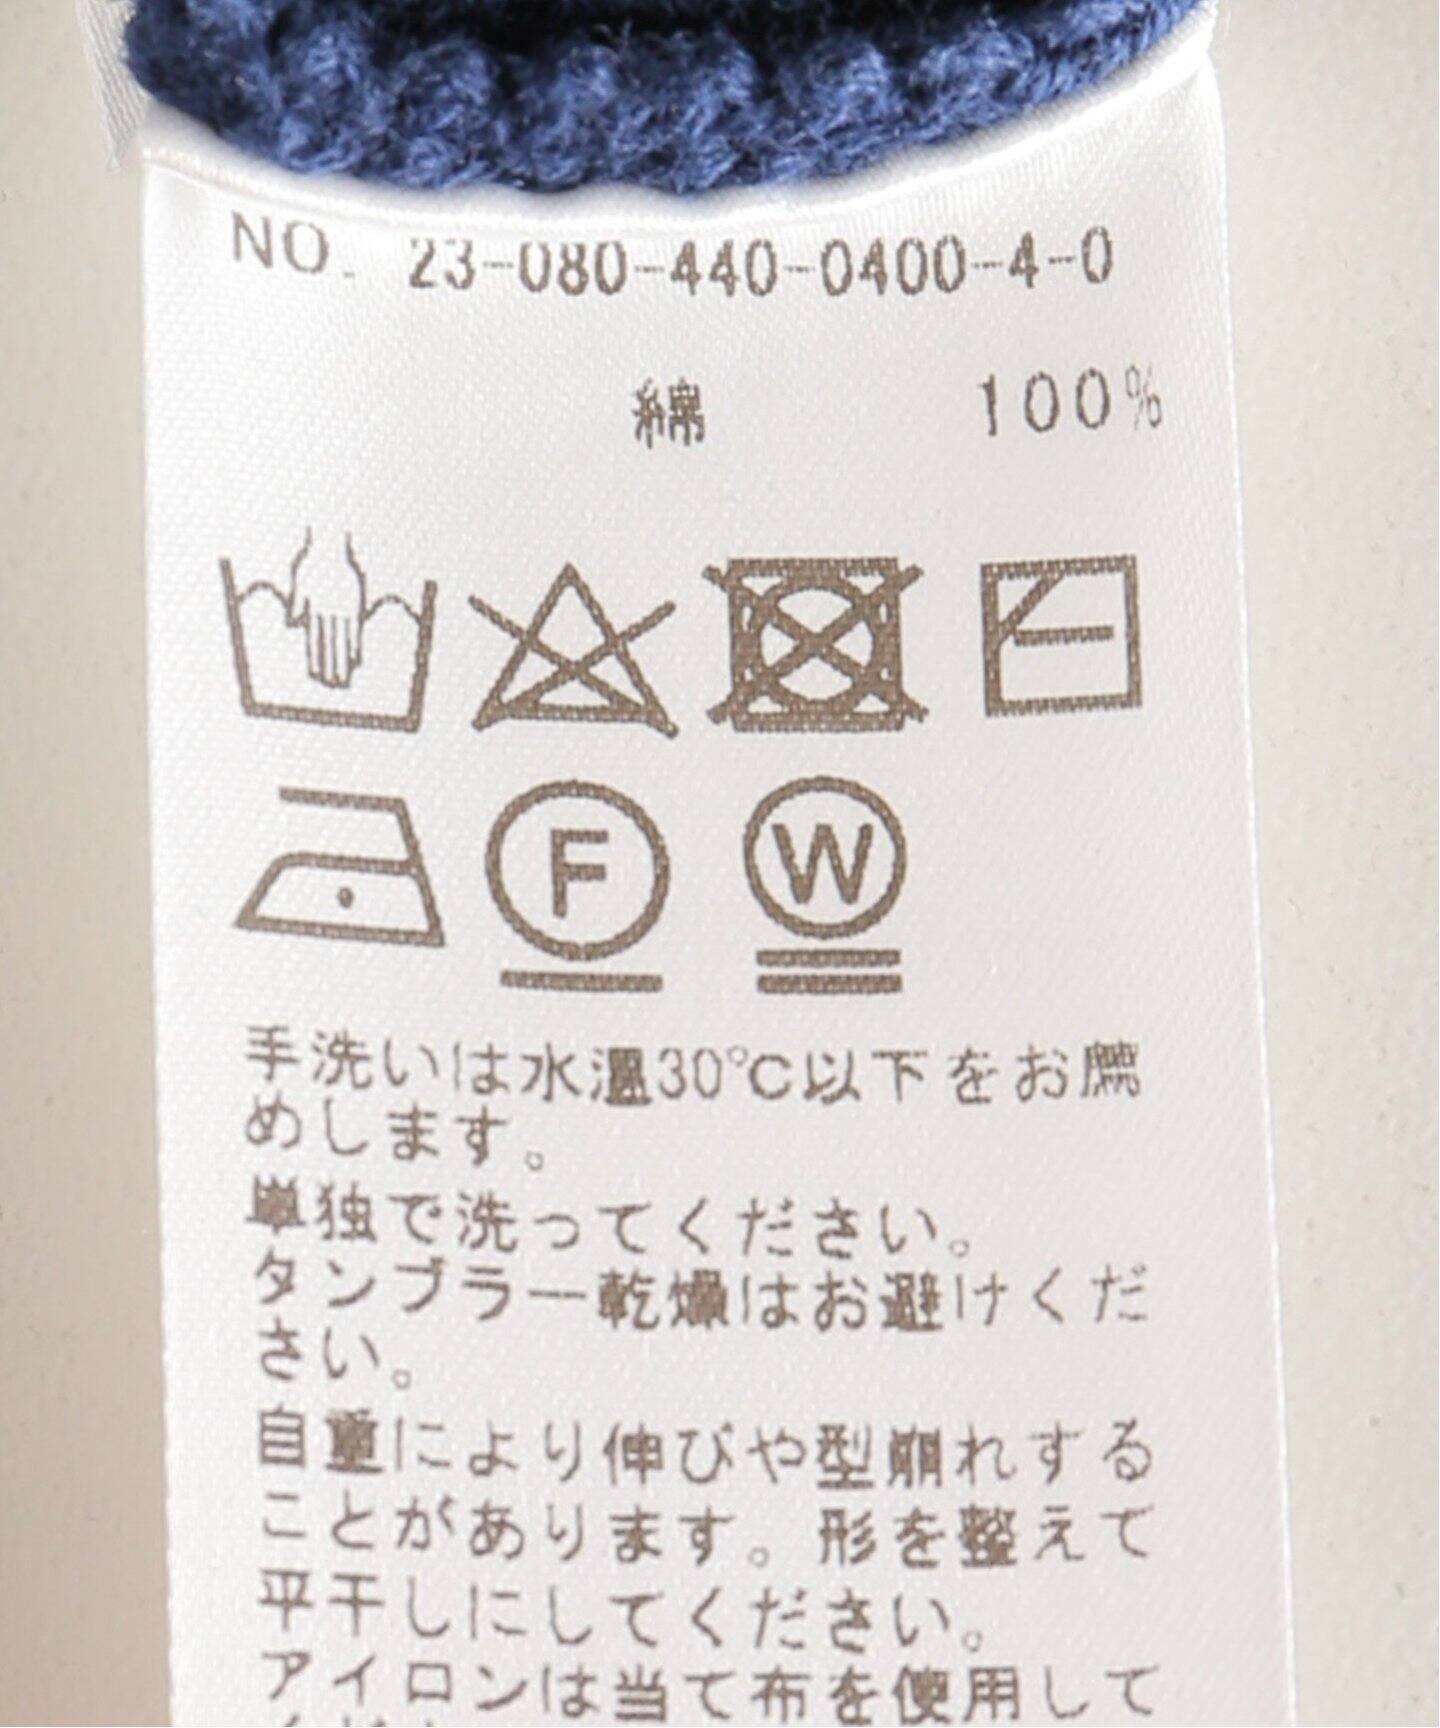 NO. 23-080-440-0400-4-0
綿 100%
F W
手洗いは水温30℃以下をお薦
めします。
単独で洗ってください。
タンブラー乾燥はお避けくだ
さい。
自重により伸びや型崩れする
ことがあります。形を整えて
平干しにしてください。
アイロンは当て布を使用して